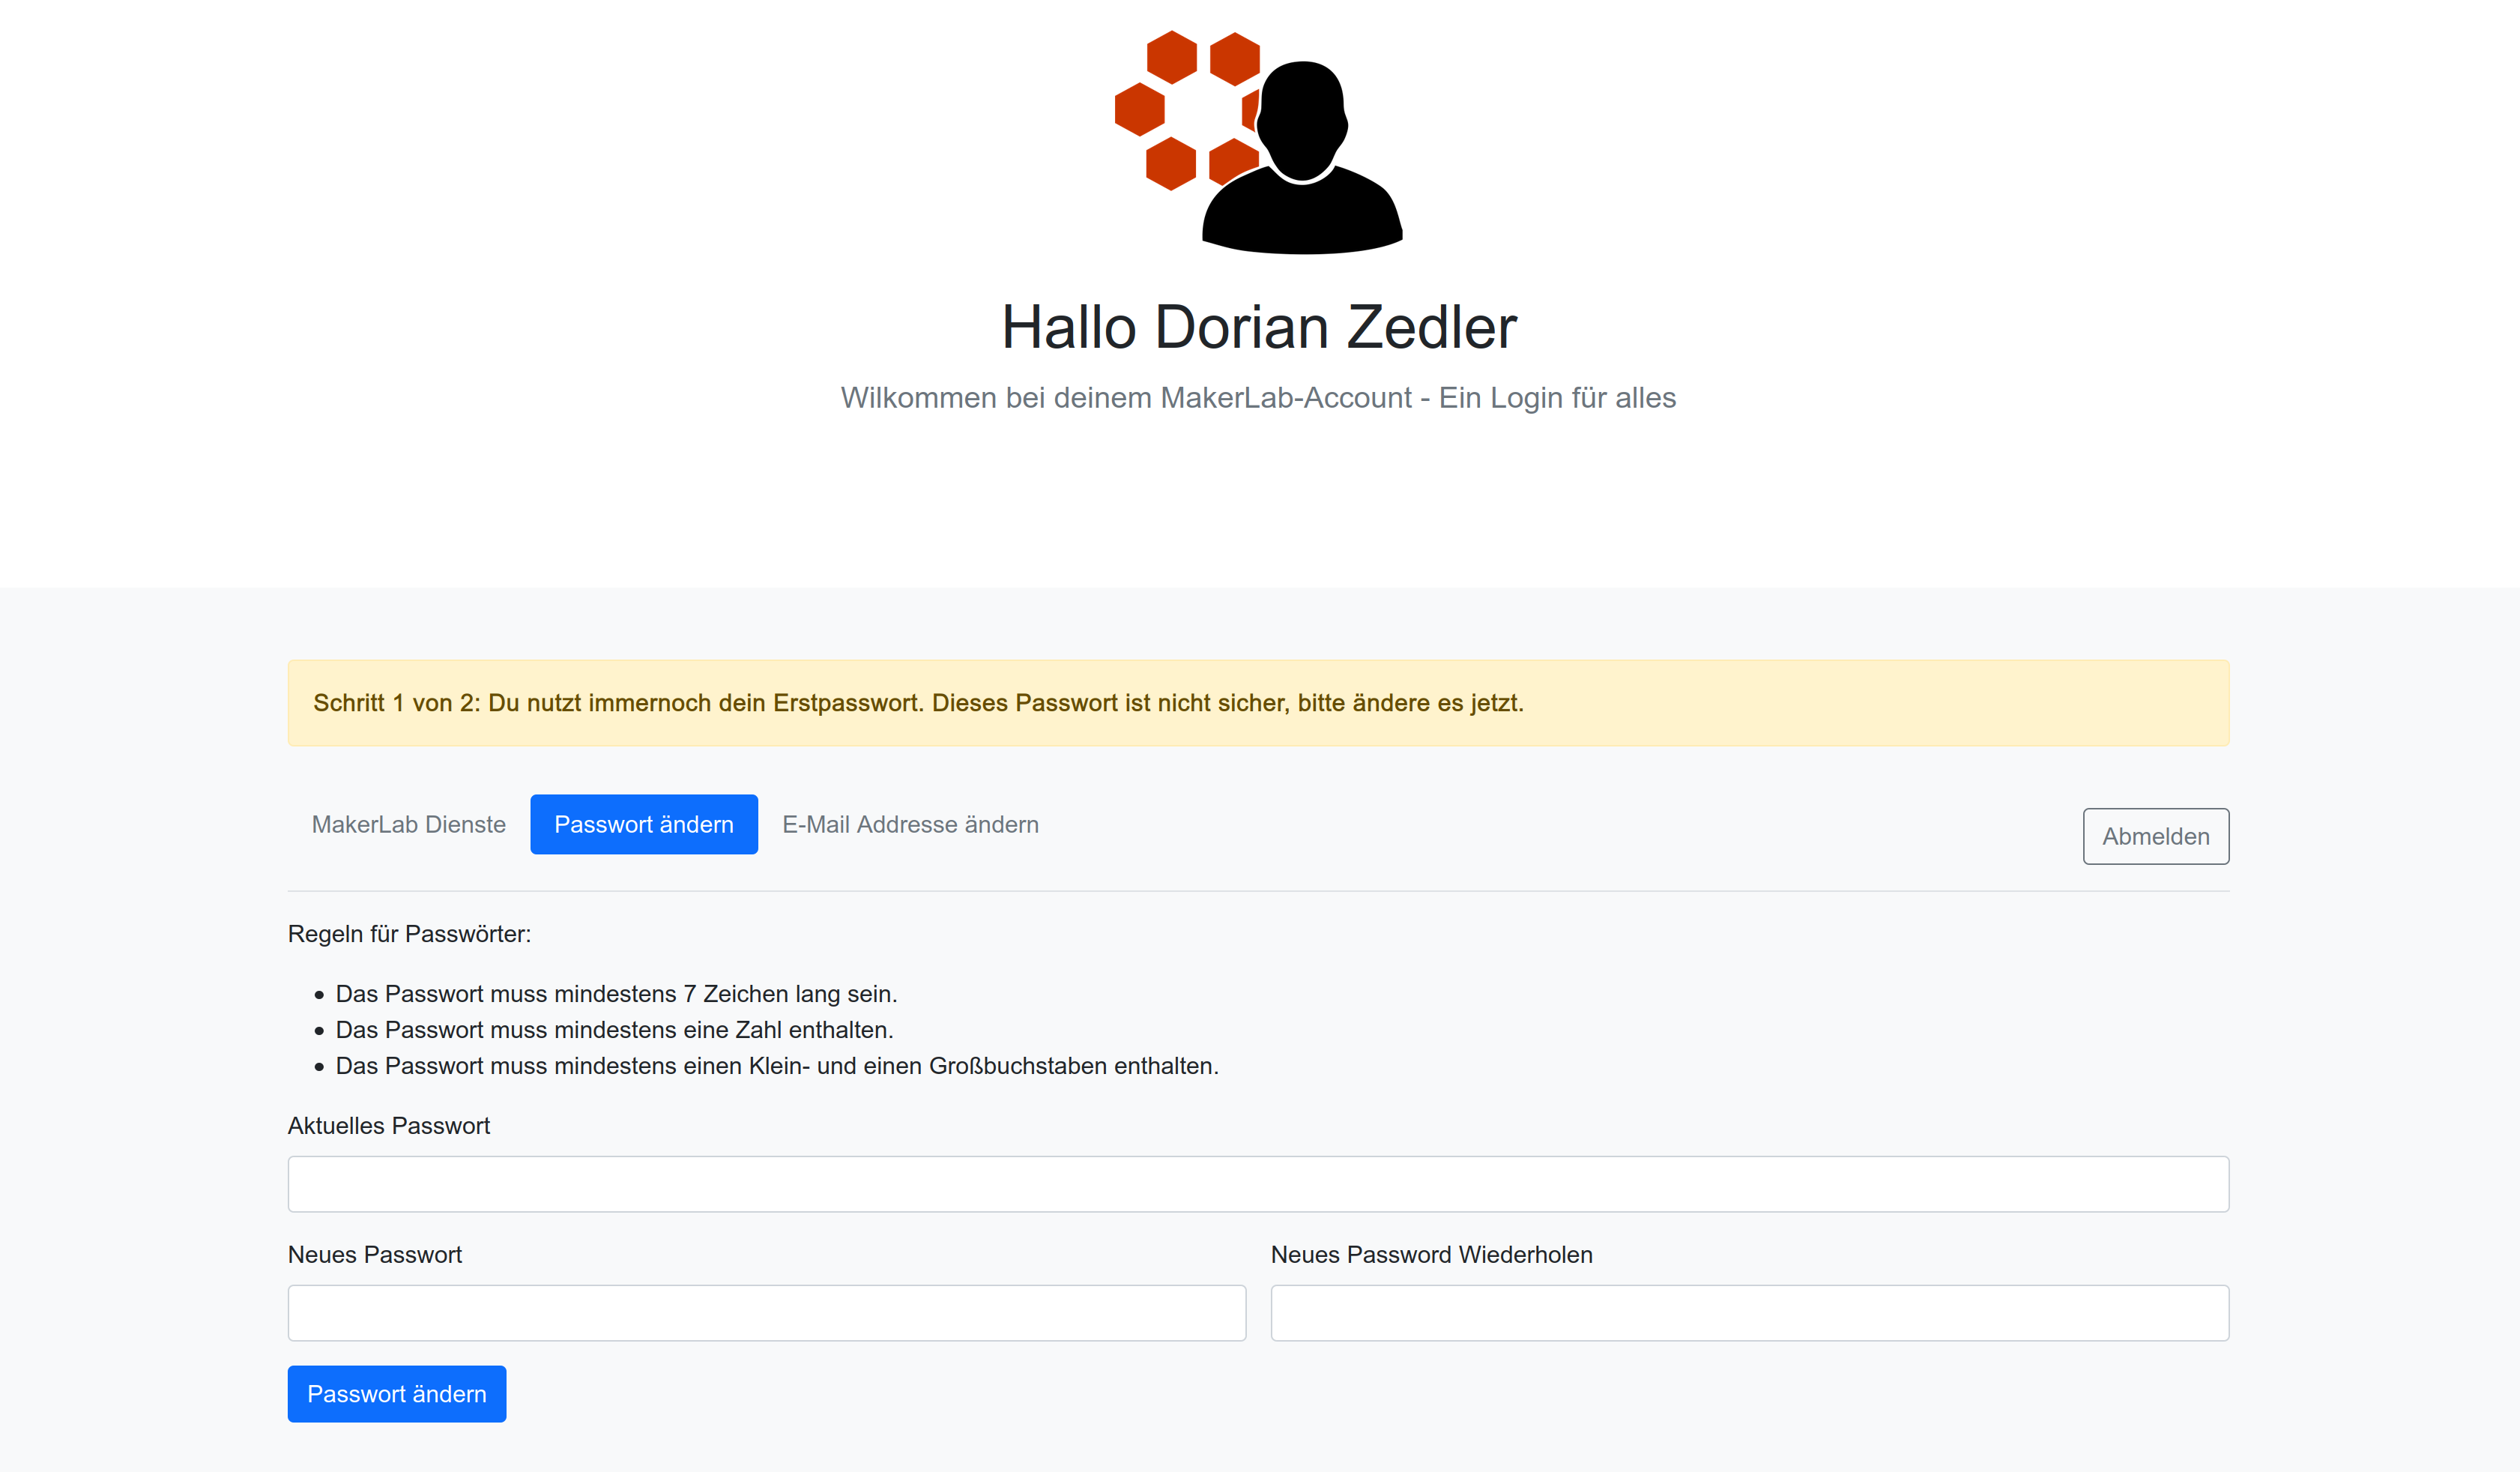 Hallo Dorian Zedler
Wilkommen bei deinem MakerLab-Account - Ein Login für alles
Schritt 1 von 2: Du nutzt immernoch dein Erstpasswort. Dieses Passwort ist nicht sicher, bitte ändere es jetzt.
MakerLab Dienste
Passwort ändern
E-Mail Addresse ändern
Abmelden
Regeln für Passwörter:
Das Passwort muss mindestens 7 Zeichen lang sein.
Das Passwort muss mindestens eine Zahl enthalten.
Das Passwort muss mindestens einen Klein- und einen Großbuchstaben enthalten.
Aktuelles Passwort
Neues Passwort
Neues Password Wiederholen
Passwort ändern